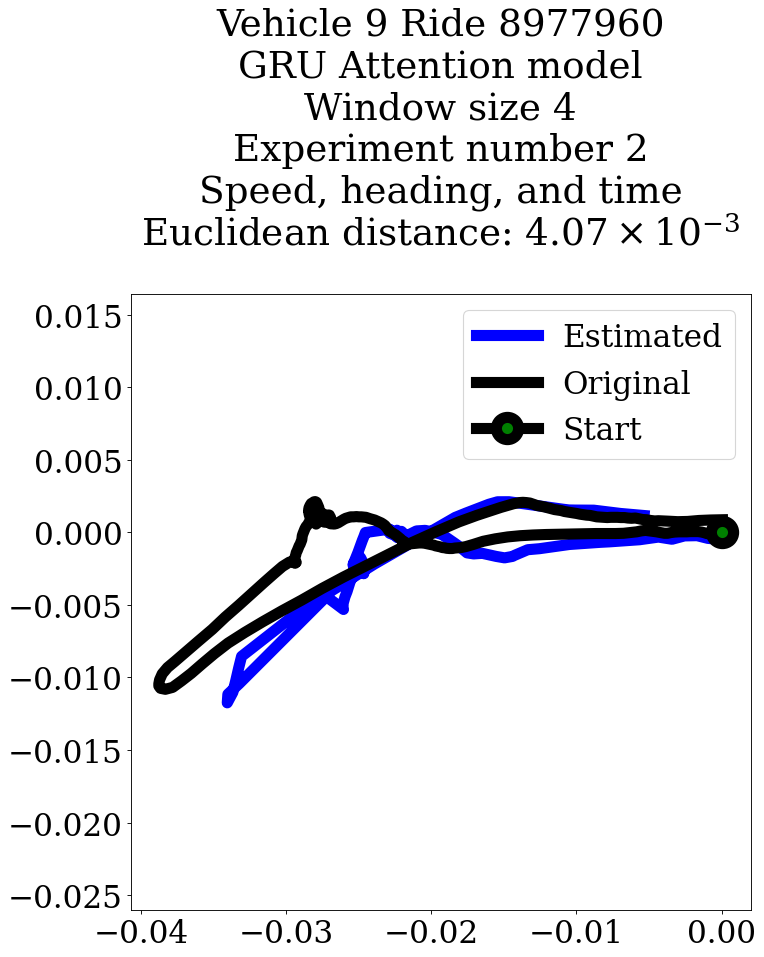 Vehicle 9 Ride 8977960
GRU Attention model
Window size 4
Experiment number 2
Speed, heading, and time
Euclidean distance: 4.07 × 10⁻³
Estimated
Original
Start
0.015
0.010
0.005
0.000
−0.005
−0.010
−0.015
−0.020
−0.025
−0.04 −0.03 −0.02 −0.01 0.00